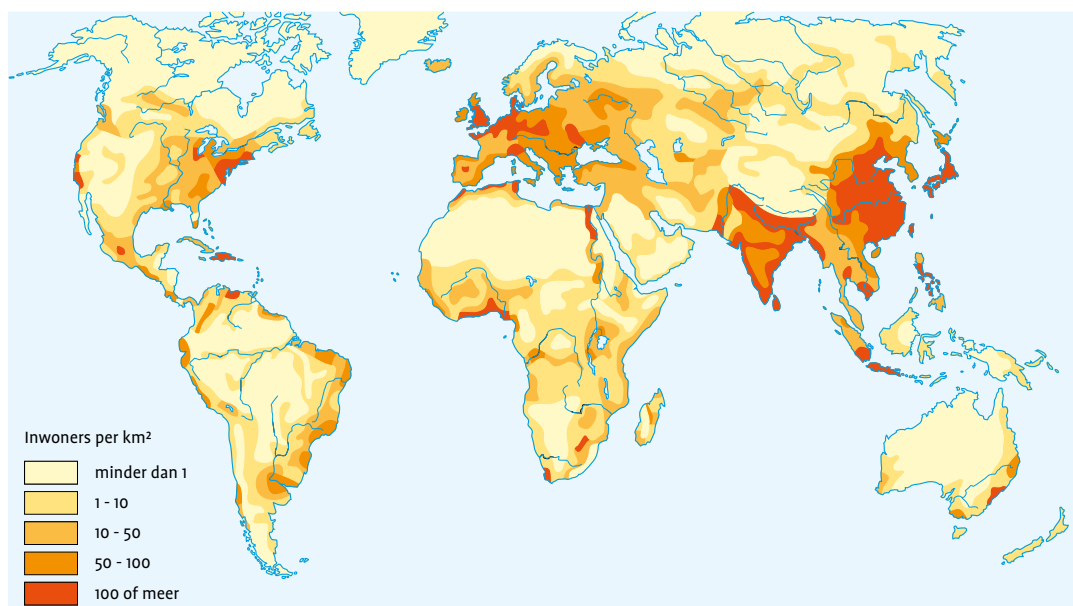 Inwoners per km²
minder dan 1
1 - 10
10 - 50
50 - 100
100 of meer